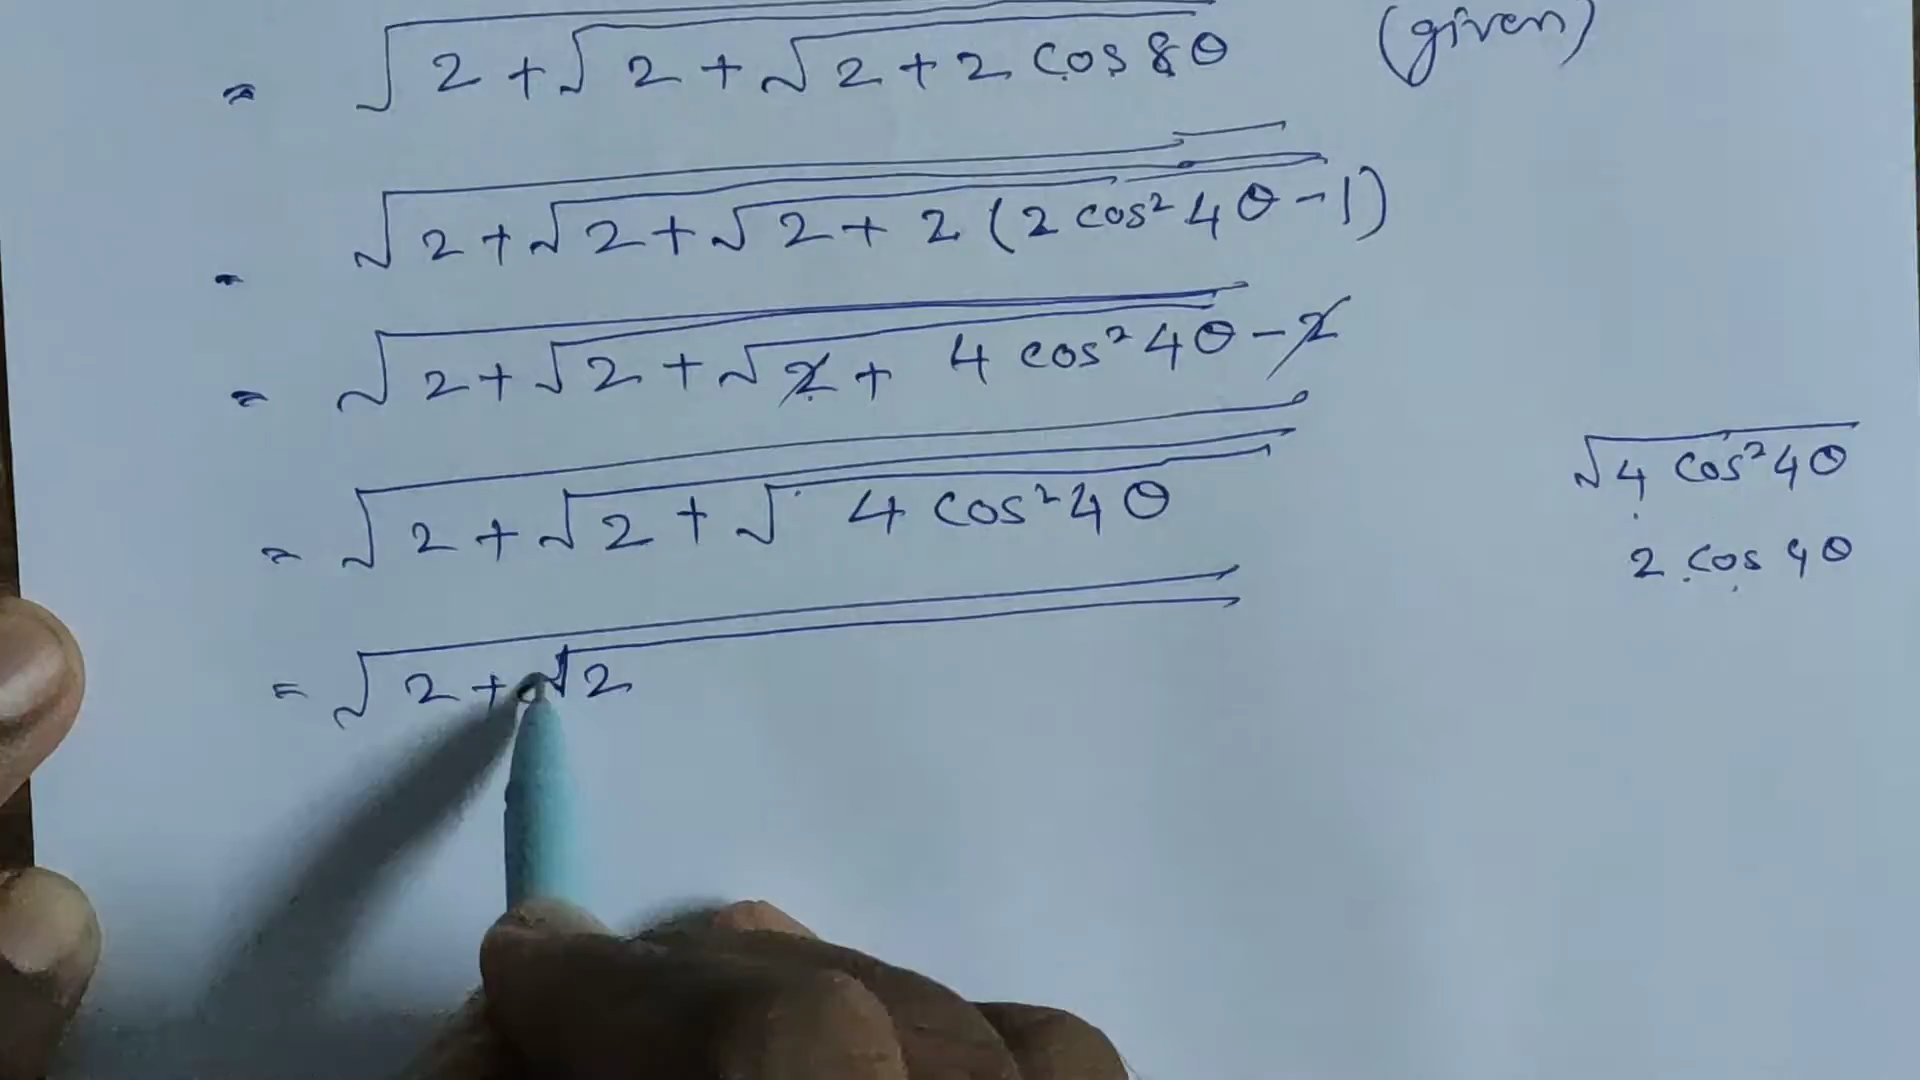 = √2 + √2 + √2 + 2 cos 8θ (given)
= √2 + √2 + √2 + 2 (2 cos² 4θ - 1)
= √2 + √2 + √2 + 4 cos² 4θ - 2
= √2 + √2 + √4 cos² 4θ
√4 cos² 4θ
2 cos 4θ
= √2 + √2